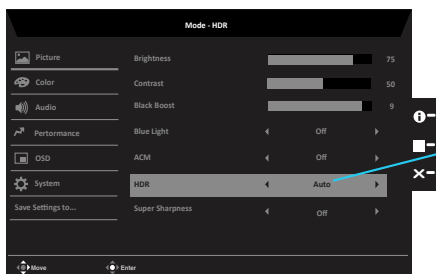 Mode - HDR
Picture
Brightness 75
Color
Contrast 50
Audio
Black Boost 9
Pertormance
Blue Light Off
OSD
ACM Off
System
HDR Auto
Save Settings to...
Super Sharpness Off
Move Enter